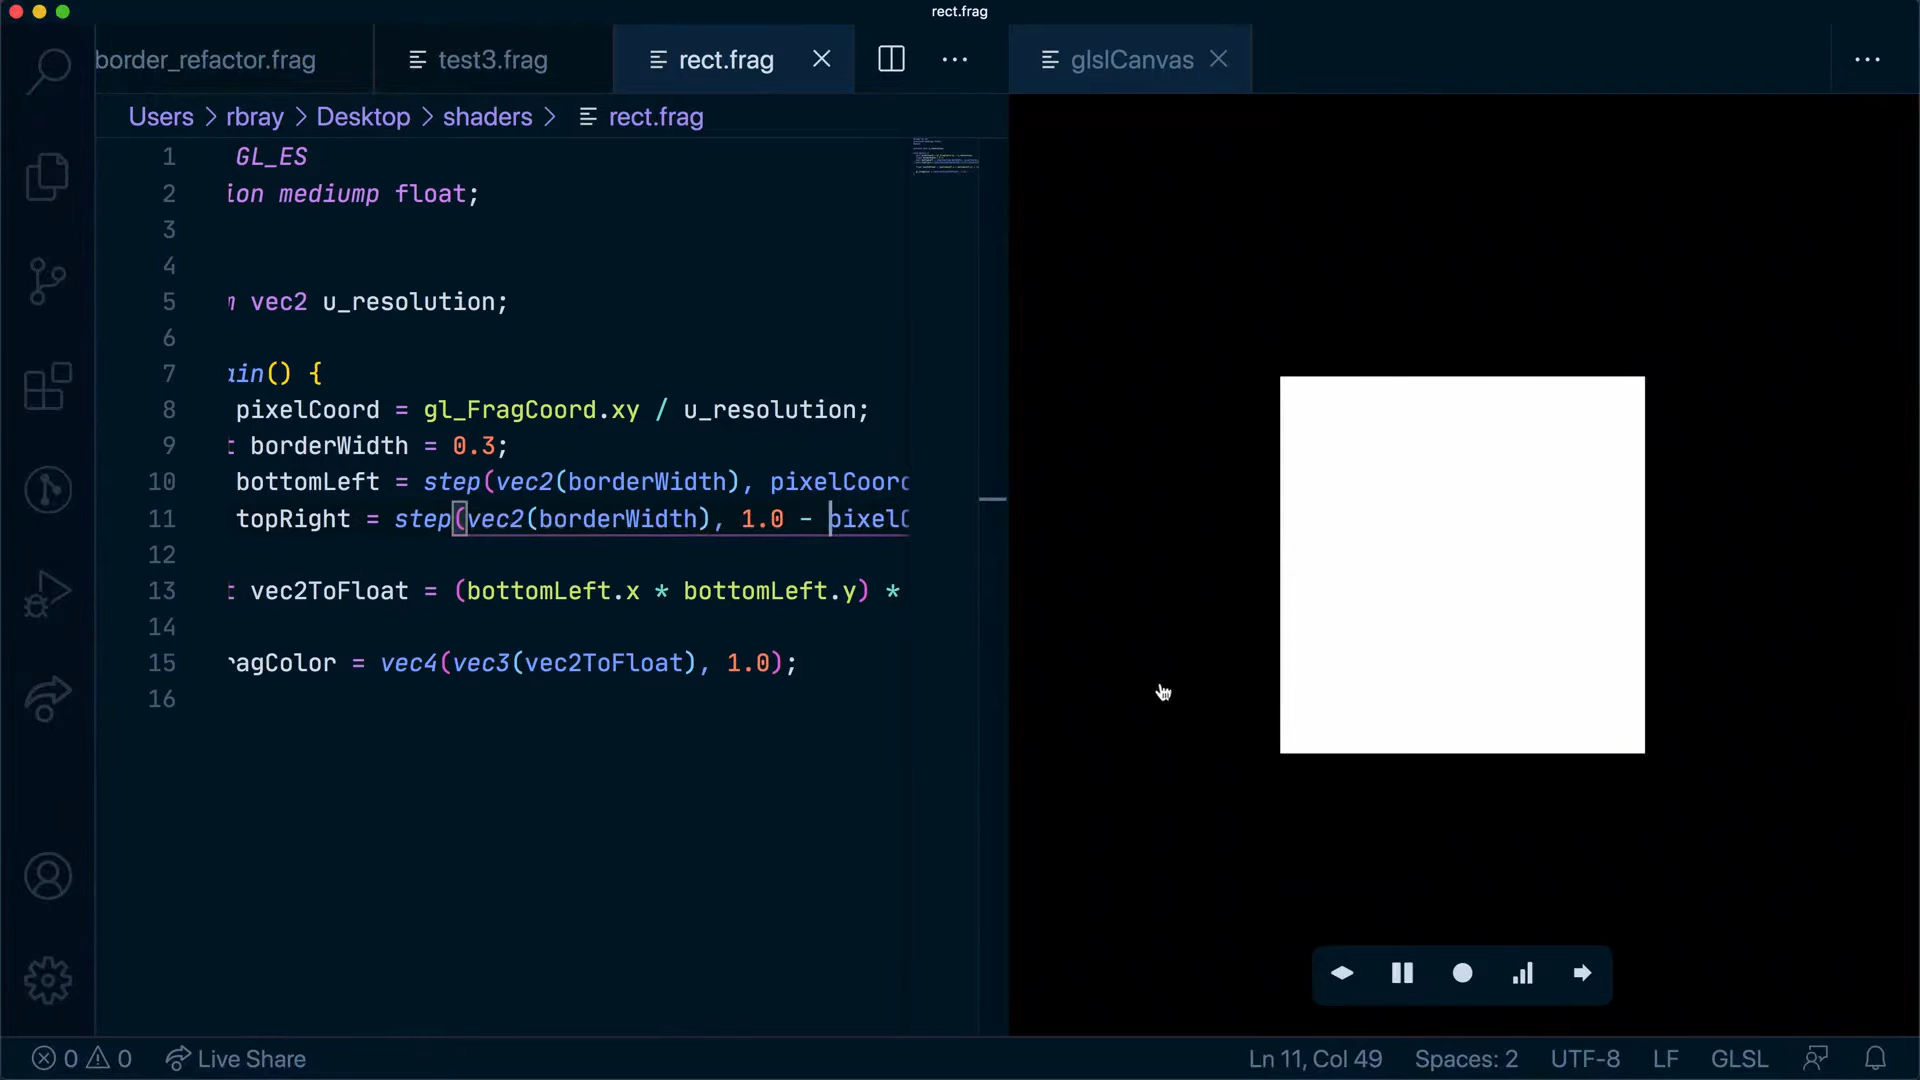 rect.frag
border_refactor.frag test3.frag rect.frag glslCanvas
Users > rbray > Desktop > shaders > rect.frag
1 GL_ES
2 ion mediump float;
3
4
5 vec2 u_resolution;
6
7 ain() {
8 pixelCoord = gl_FragCoord.xy / u_resolution;
9 t borderWidth = 0.3;
10 bottomLeft = step(vec2(borderWidth), pixelCoord
11 topRight = step(vec2(borderWidth), 1.0 - pixelC
12
13 t vec2ToFloat = (bottomLeft.x * bottomLeft.y) *
14
15 ragColor = vec4(vec3(vec2ToFloat), 1.0);
16
0 0 Live Share Ln 11, Col 49 Spaces: 2 UTF-8 LF GLSL